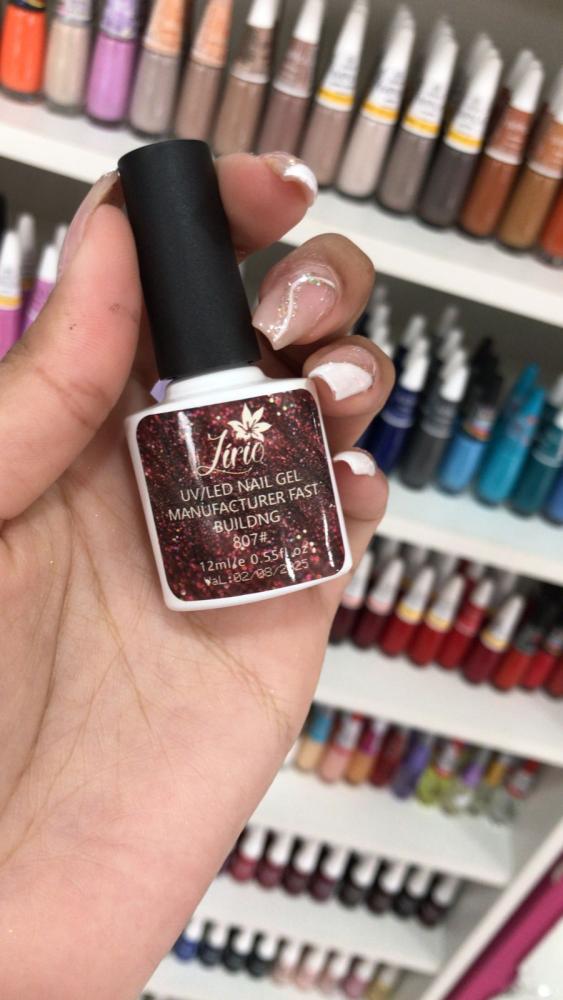 Lirio
UV/LED NAIL GEL
MANUFACTURER FAST
BUILDNG
807#
12ml/e 0.55fl oz
VaL:02/08/2025